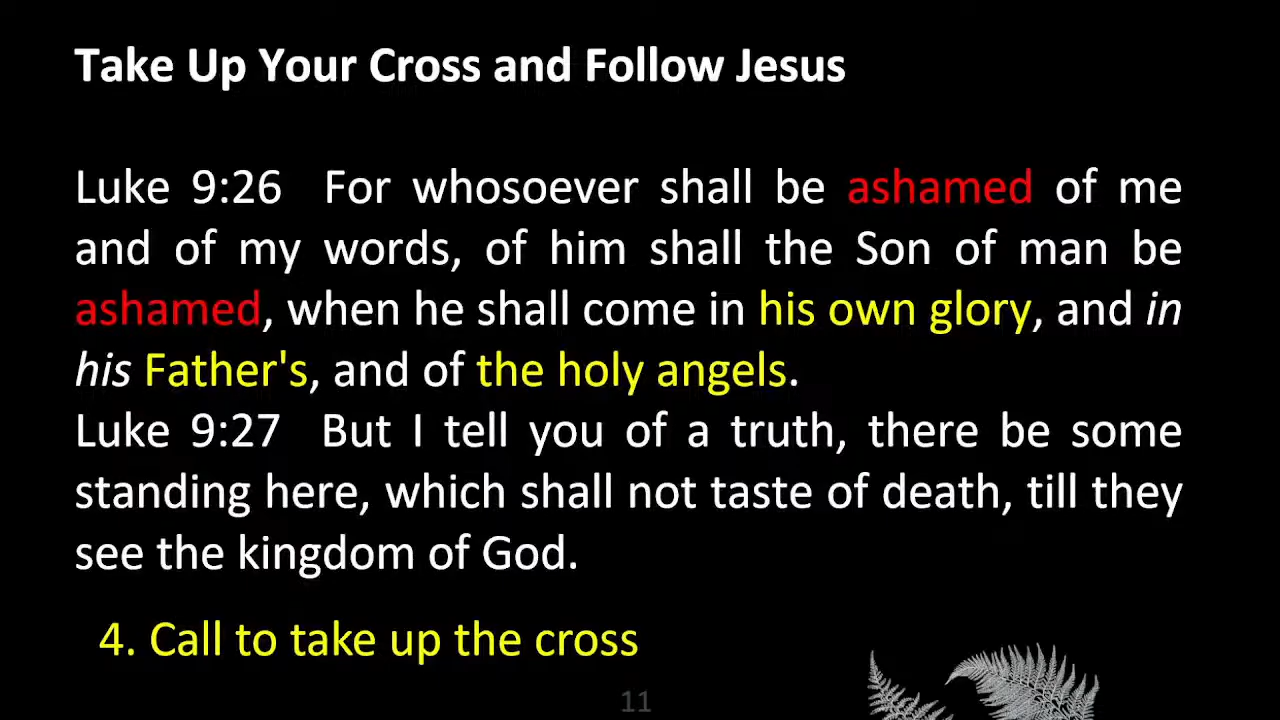 Take Up Your Cross and Follow Jesus
Luke 9:26 For whosoever shall be ashamed of me
and of my words, of him shall the Son of man be
ashamed, when he shall come in his own glory, and in
his Father's, and of the holy angels.
Luke 9:27 But I tell you of a truth, there be some
standing here, which shall not taste of death, till they
see the kingdom of God.
4. Call to take up the cross
11